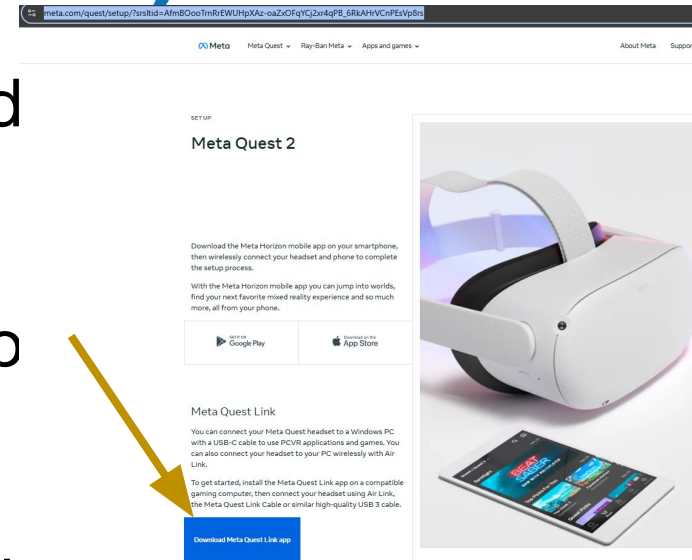 meta.com/quest/setup/?srsltid=AfmBOooTrnRrEWUHpXAz-oaZxOFqYCj2xr4qPB_6RkAHrVCnPEsVp8rs
Meta Meta Quest Ray-Ban Meta Apps and games About Meta Suppor
d
SET UP
Meta Quest 2
Download the Meta Horizon mobile app on your smartphone,
then wirelessly connect your headset and phone to complete
the setup process.
With the Meta Horizon mobile app you can jump into worlds,
find your next favorite mixed reality experience and so much
more, all from your phone.
GET IT ON
Google Play
Download on the
App Store
Meta Quest Link
You can connect your Meta Quest headset to a Windows PC
with a USB-C cable to use PCVR applications and games. You
can also connect your headset to your PC wirelessly with Air
Link.
To get started, install the Meta Quest Link app on a compatible
gaming computer, then connect your headset using Air Link,
the Meta Quest Link Cable or similar high-quality USB 3 cable.
Download Meta Quest Link app
BEAT
SABER